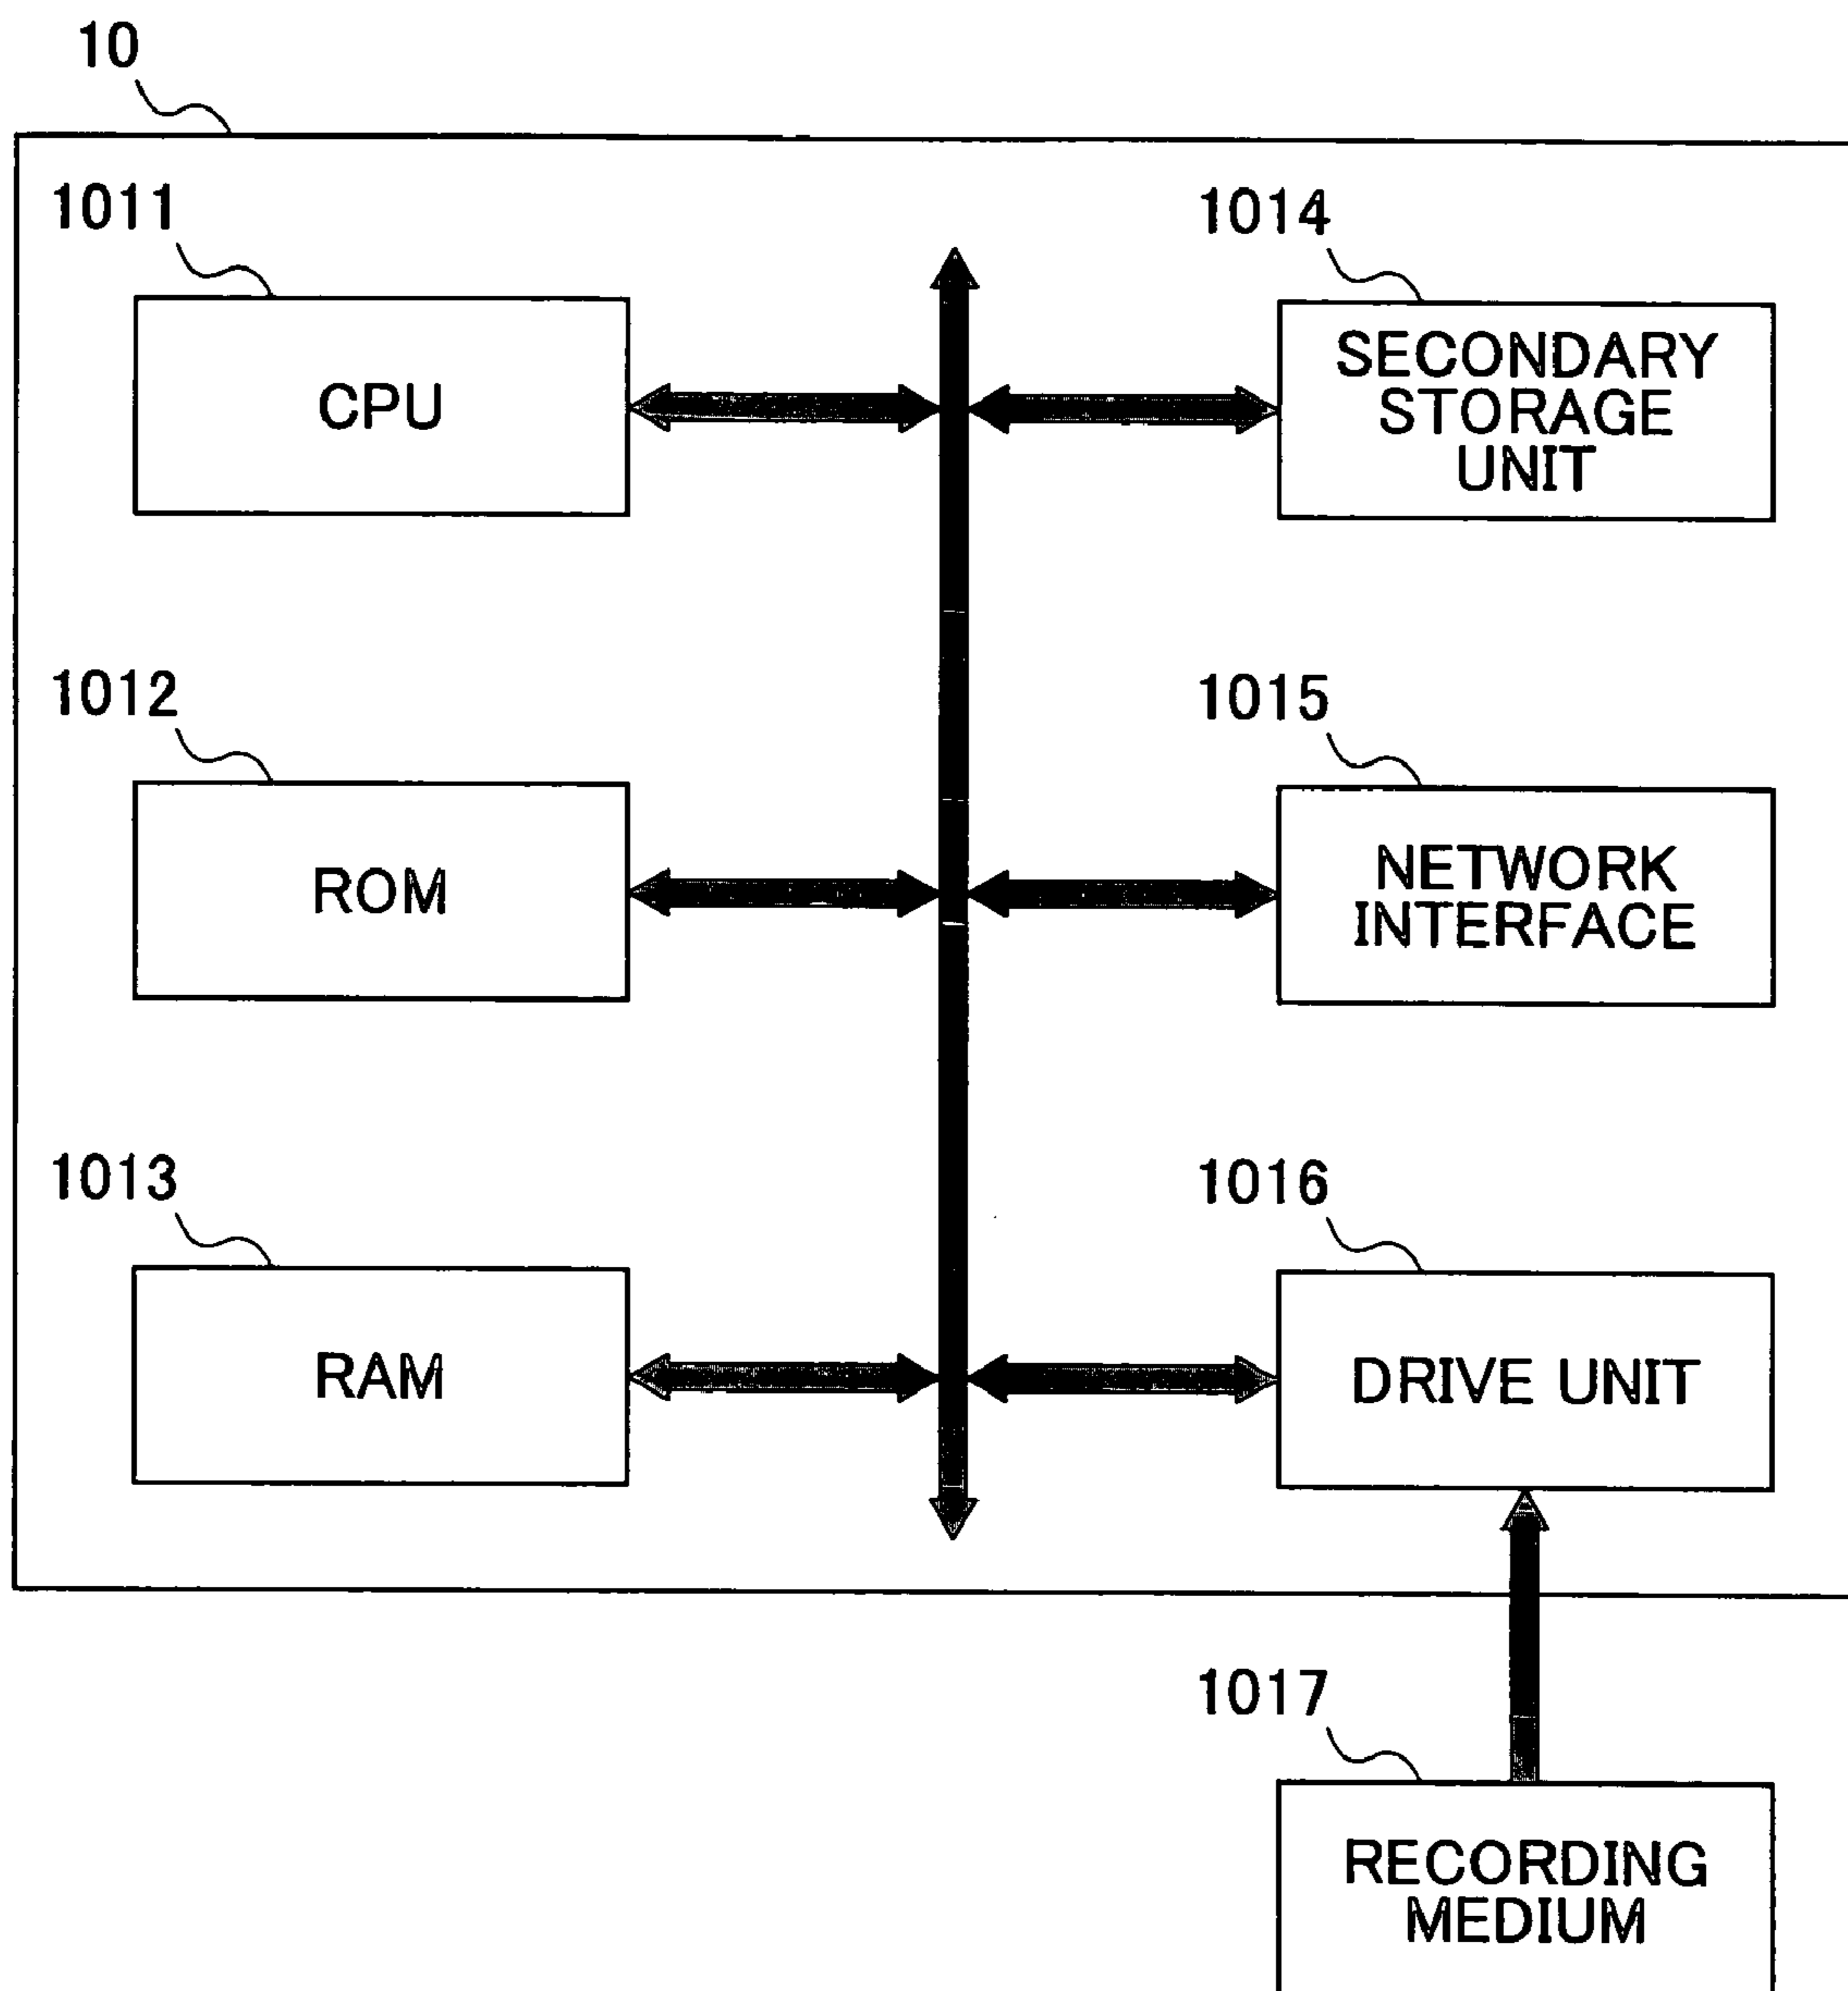 10
1011
CPU
1014
SECONDARY
STORAGE
UNIT
1012
ROM
1015
NETWORK
INTERFACE
1013
RAM
1016
DRIVE UNIT
1017
RECORDING
MEDIUM